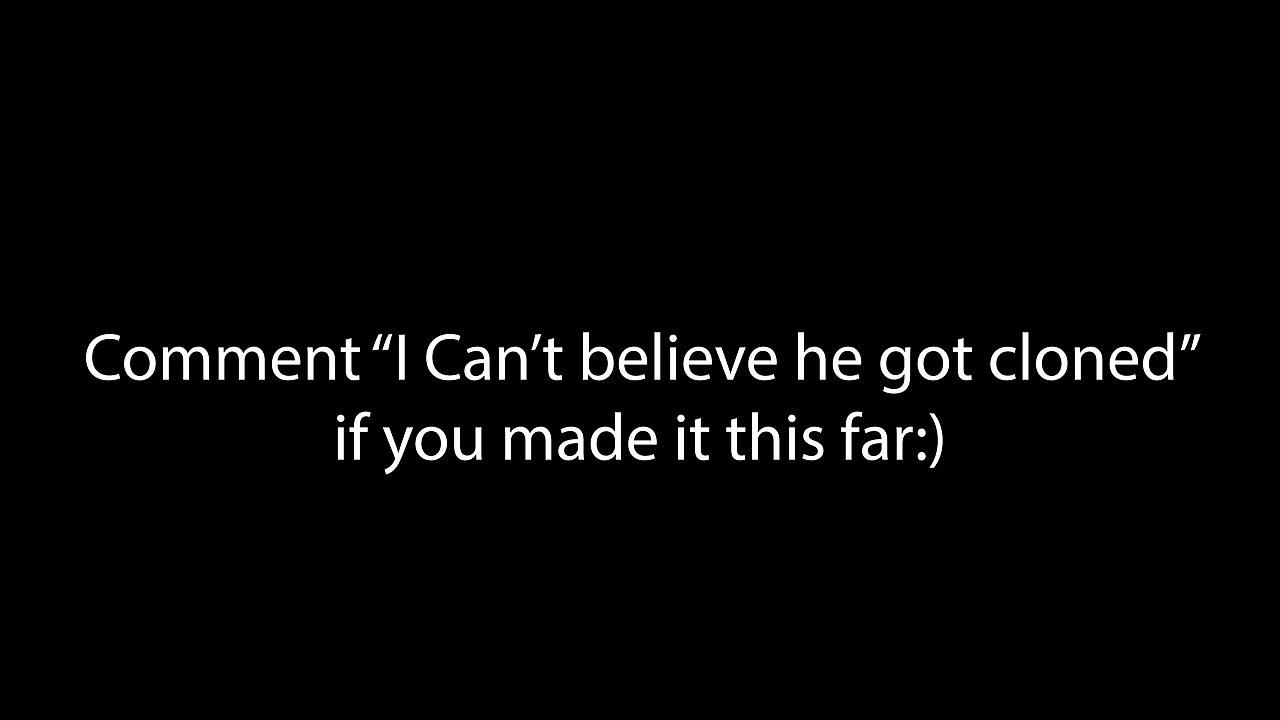 Comment “I Can’t believe he got cloned”
if you made it this far:)